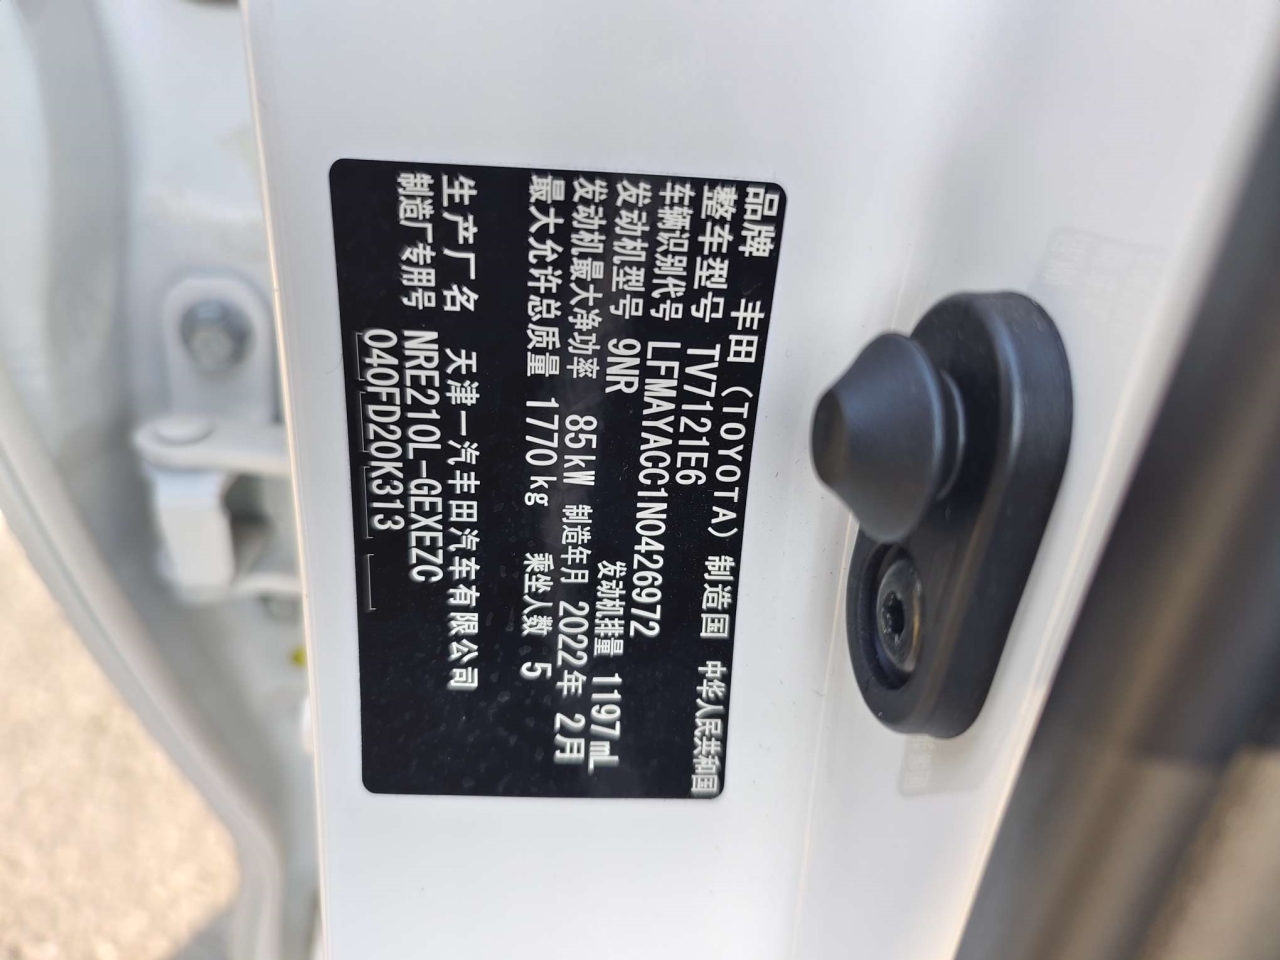 品牌 丰田（TOYOTA） 制造国 中华人民共和国
整车型号 TV7121E6
车辆识别代号 LFMAYACC1N0426972
发动机型号 9NR 发动机排量 1197mL
发动机最大净功率 85kW 制造年月 2022年 2月
最大允许总质量 1770kg 乘坐人数 5
生产厂名 天津一汽丰田汽车有限公司
制造厂专用号 NRE210L-GEXEZC
040FD20K313